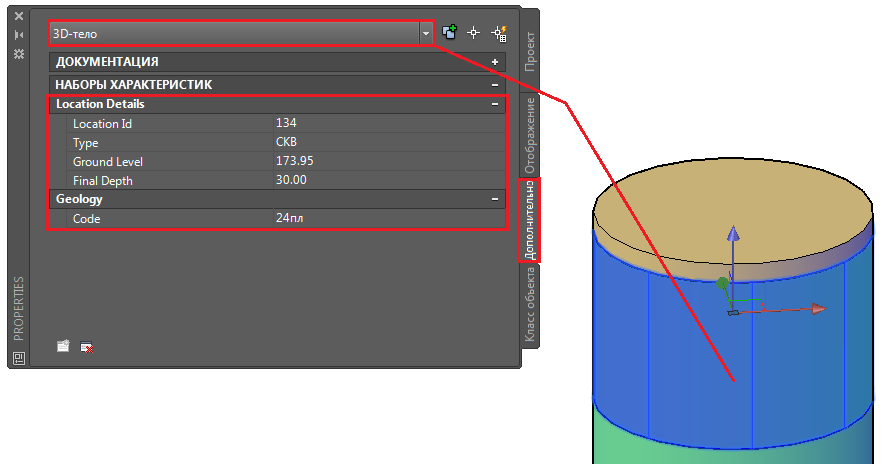 3D-тело
ДОКУМЕНТАЦИЯ
НАБОРЫ ХАРАКТЕРИСТИК
Location Details
Location Id 134
Type СКВ
Ground Level 173.95
Final Depth 30.00
Geology
Code 24пл
PROPERTIES
Проект
Отображение
Дополнительно
Класс объекта